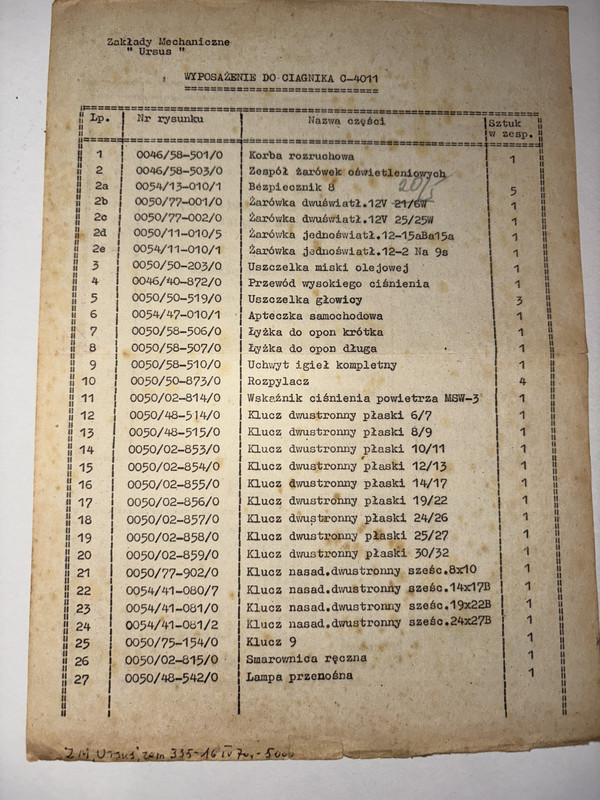 Zakłady Mechaniczne
" Ursus "
WYPOSAŻENIE DO CIAGNIKA C-4011
Lp. Nr rysunku Nazwa części Sztuk w zesp.
1 0046/58-501/0 Korba rozruchowa 1
2 0046/58-503/0 Zespół żarówek oświetleniowych
2a 0054/13-010/1 Bezpiecznik 8 20/5 5
2b 0050/77-001/0 Żarówka dwuświatł.12V 21/6W 1
2c 0050/77-002/0 Żarówka dwuświatł.12V 25/25W 1
2d 0050/11-010/5 Żarówka jednoświatł.12-15aBa15a 1
2e 0054/11-010/1 Żarówka jednoświatł.12-2 Na 9s 1
3 0050/50-203/0 Uszczelka miski olejowej 1
4 0046/40-872/0 Przewód wysokiego ciśnienia 1
5 0050/50-519/0 Uszczelka głowicy 3
6 0054/47-010/1 Apteczka samochodowa 1
7 0050/58-506/0 Łyżka do opon krótka 1
8 0050/58-507/0 Łyżka do opon długa 1
9 0050/58-510/0 Uchwyt igieł kompletny 1
10 0050/50-873/0 Rozpylacz 4
11 0050/02-814/0 Wskaźnik ciśnienia powietrza MSW-3 1
12 0050/48-514/0 Klucz dwustronny płaski 6/7 1
13 0050/48-515/0 Klucz dwustronny płaski 8/9 1
14 0050/02-853/0 Klucz dwustronny płaski 10/11 1
15 0050/02-854/0 Klucz dwustronny płaski 12/13 1
16 0050/02-855/0 Klucz dwustronny płaski 14/17 1
17 0050/02-856/0 Klucz dwustronny płaski 19/22 1
18 0050/02-857/0 Klucz dwustronny płaski 24/26 1
19 0050/02-858/0 Klucz dwustronny płaski 25/27 1
20 0050/02-859/0 Klucz dwustronny płaski 30/32 1
21 0050/77-902/0 Klucz nasad.dwustronny sześc.8x10 1
22 0054/41-080/7 Klucz nasad.dwustronny sześc.14x17B 1
23 0054/41-081/0 Klucz nasad.dwustronny sześc.19x22B 1
24 0054/41-081/2 Klucz nasad.dwustronny sześc.24x27B 1
25 0050/75-154/0 Klucz 9 1
26 0050/02-815/0 Smarownica ręczna 1
27 0050/48-542/0 Lampa przenośna 1
ZM,Ursus,zam 335-16 IV 70,-5000